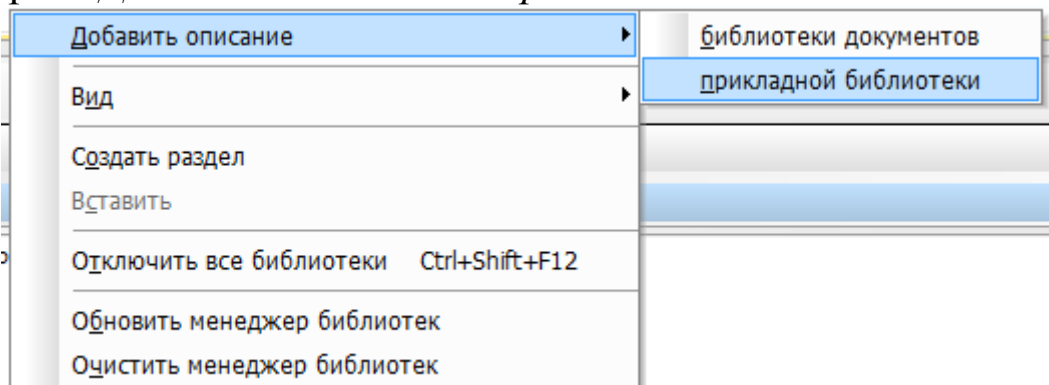 Добавить описание
библиотеки документов
прикладной библиотеки
Вид
Создать раздел
Вставить
Отключить все библиотеки Ctrl+Shift+F12
Обновить менеджер библиотек
Очистить менеджер библиотек